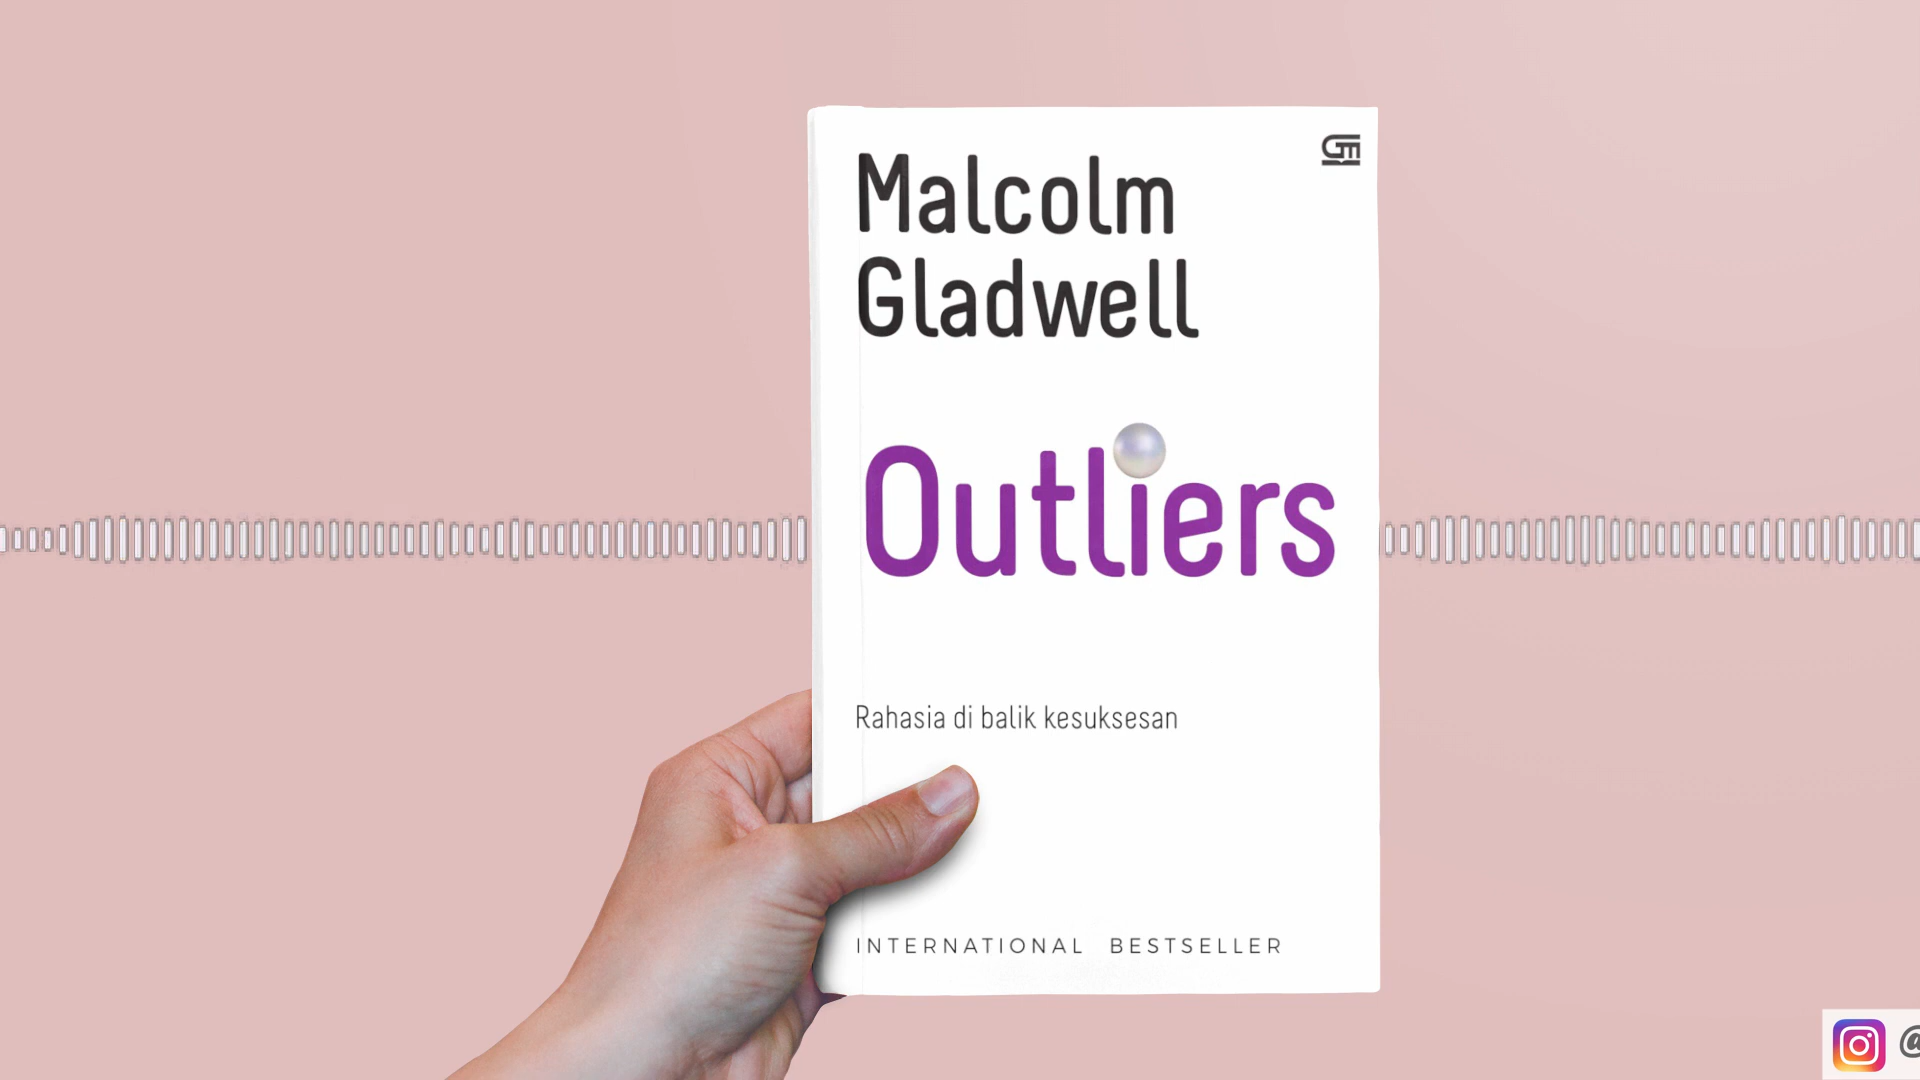 Malcolm
Gladwell
Outliers
Rahasia di balik kesuksesan
INTERNATIONAL BESTSELLER
@